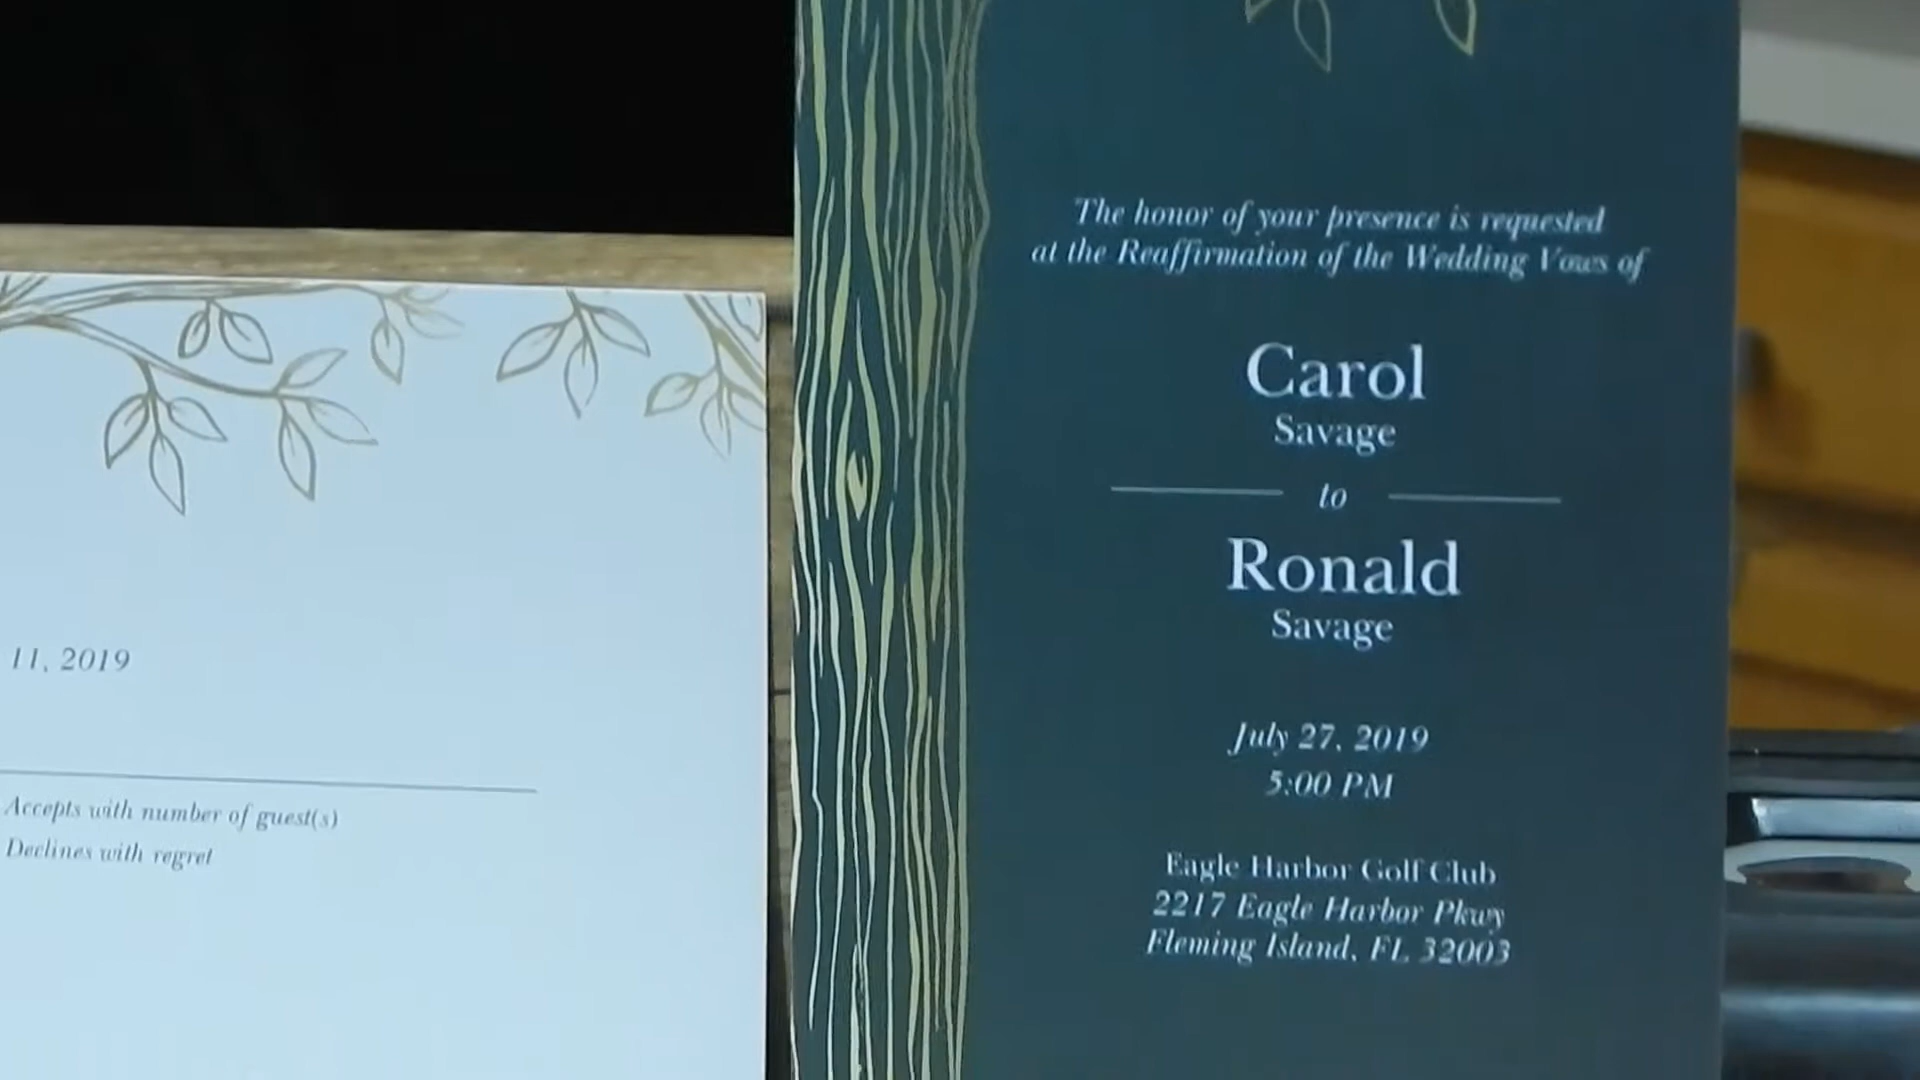 11, 2019
Accepts with number of guest(s)
Declines with regret
The honor of your presence is requested
at the Reaffirmation of the Wedding Vows of
Carol
Savage
to
Ronald
Savage
July 27, 2019
5:00 PM
Eagle Harbor Golf Club
2217 Eagle Harbor Pkwy
Fleming Island, FL 32003